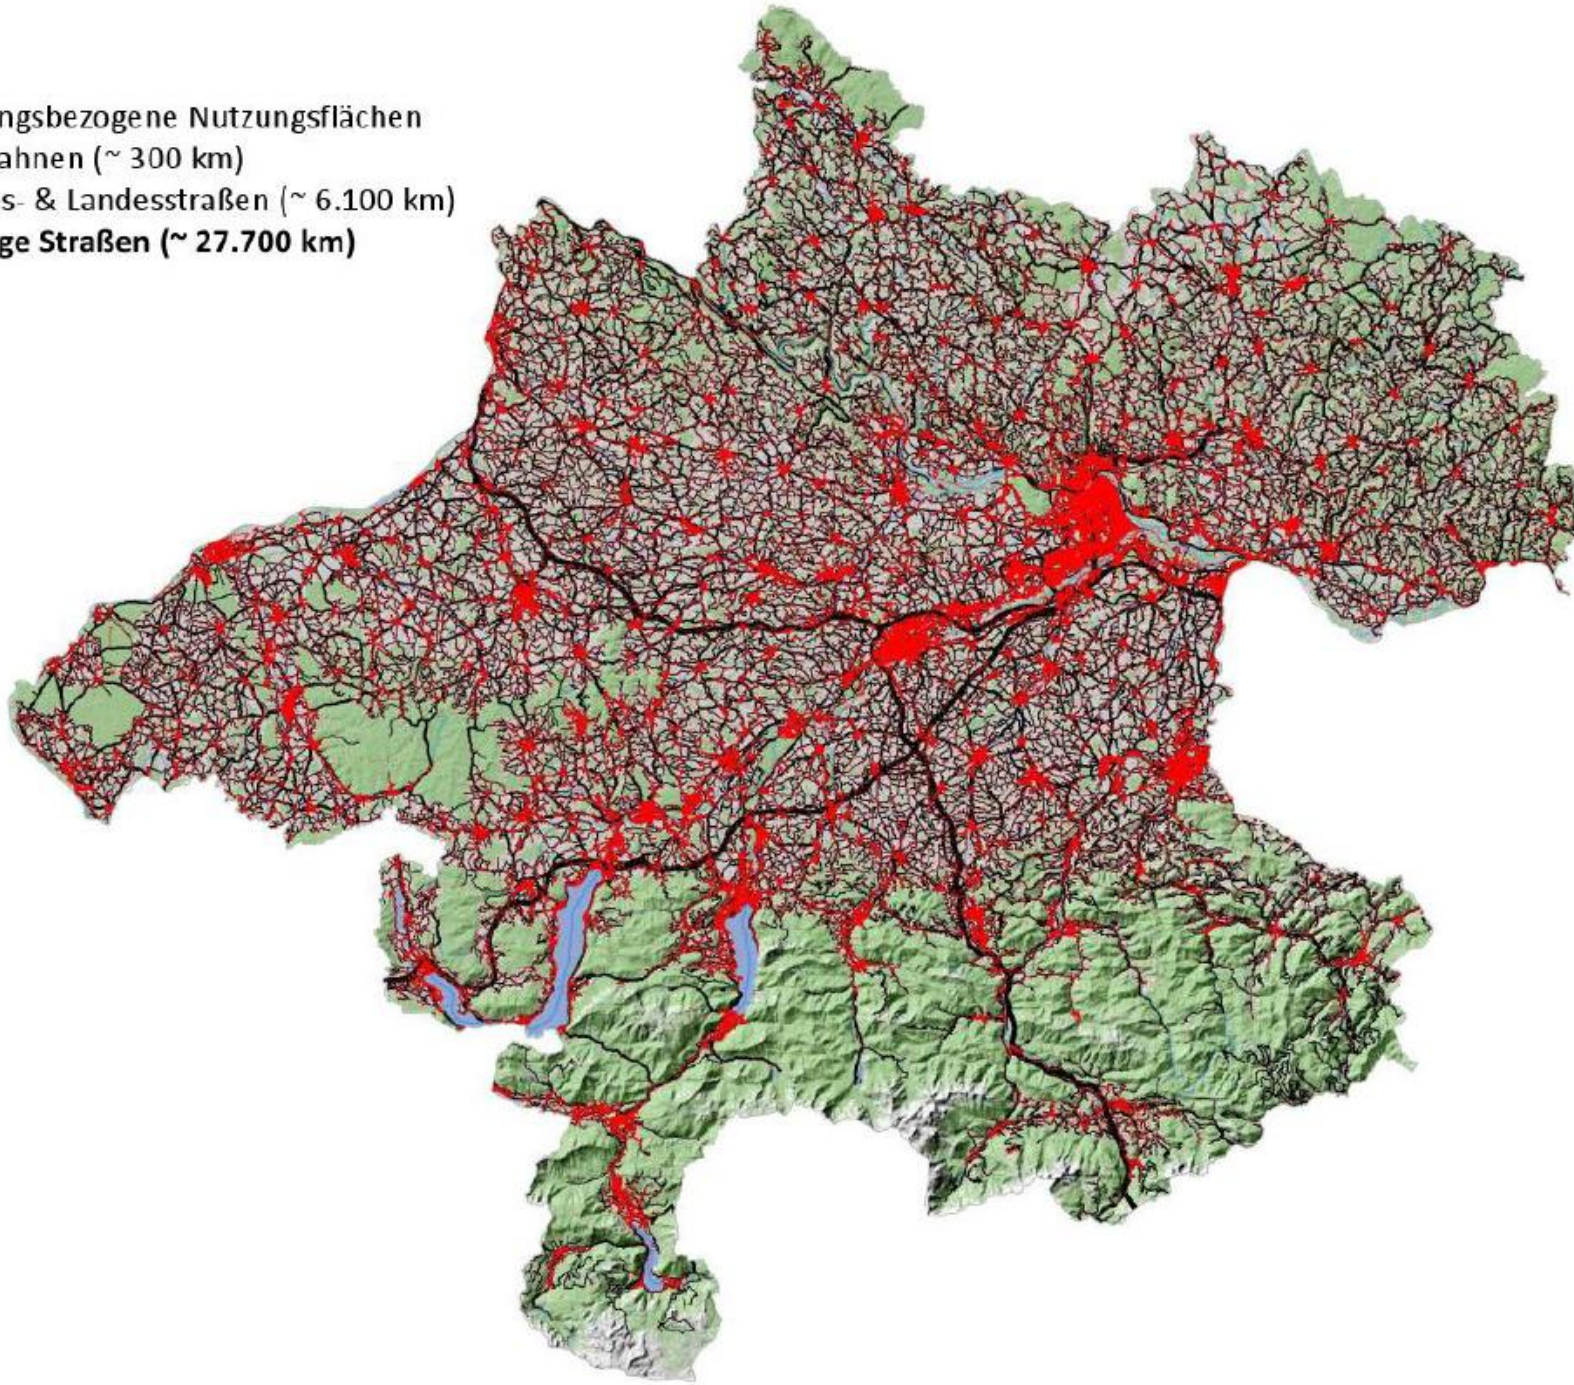 ngsbezogene Nutzungsflächen
ahnen (~ 300 km)
s- & Landesstraßen (~ 6.100 km)
ge Straßen (~ 27.700 km)